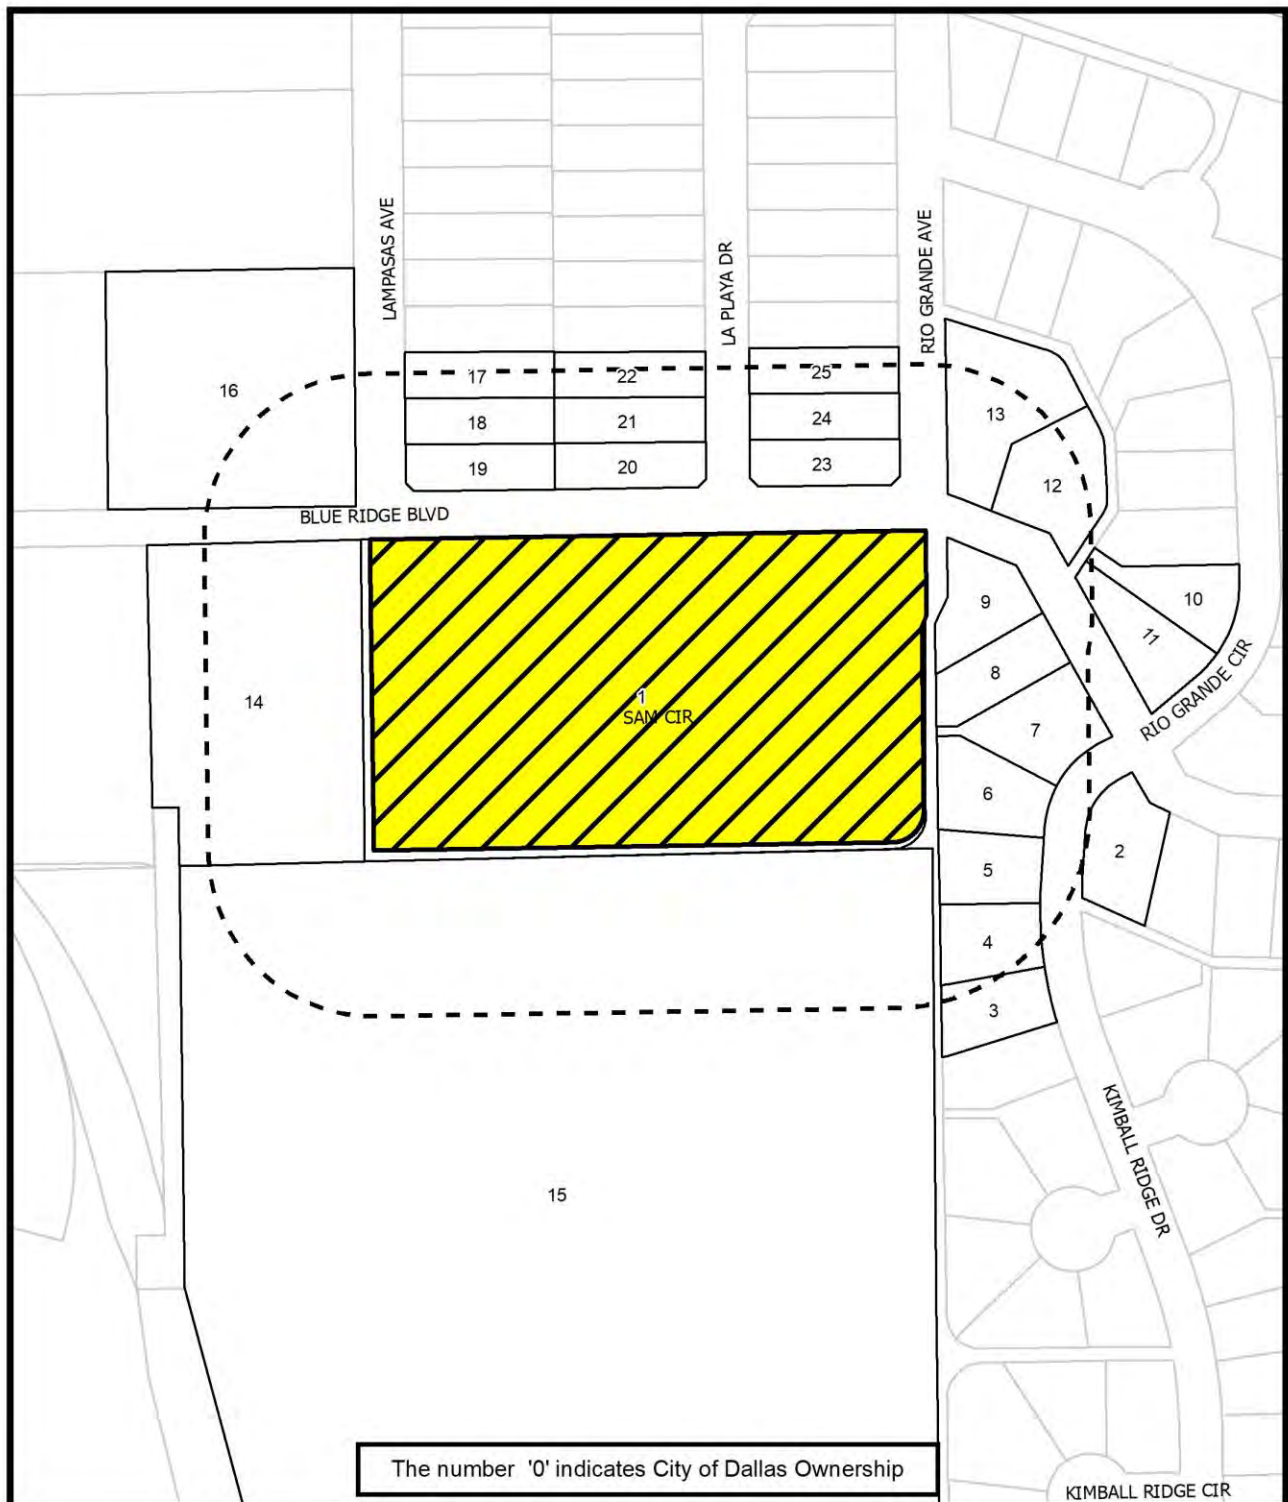 LAMPASAS AVE
LA PLAYA DR
RIO GRANDE AVE
17
22
25
16
13
18
21
24
19
20
23
12
BLUE RIDGE BLVD
9
10
11
8
14
1
SAM CIR
RIO GRANDE CIR
7
6
2
5
4
3
KIMBALL RIDGE DR
15
The number '0' indicates City of Dallas Ownership
KIMBALL RIDGE CIR